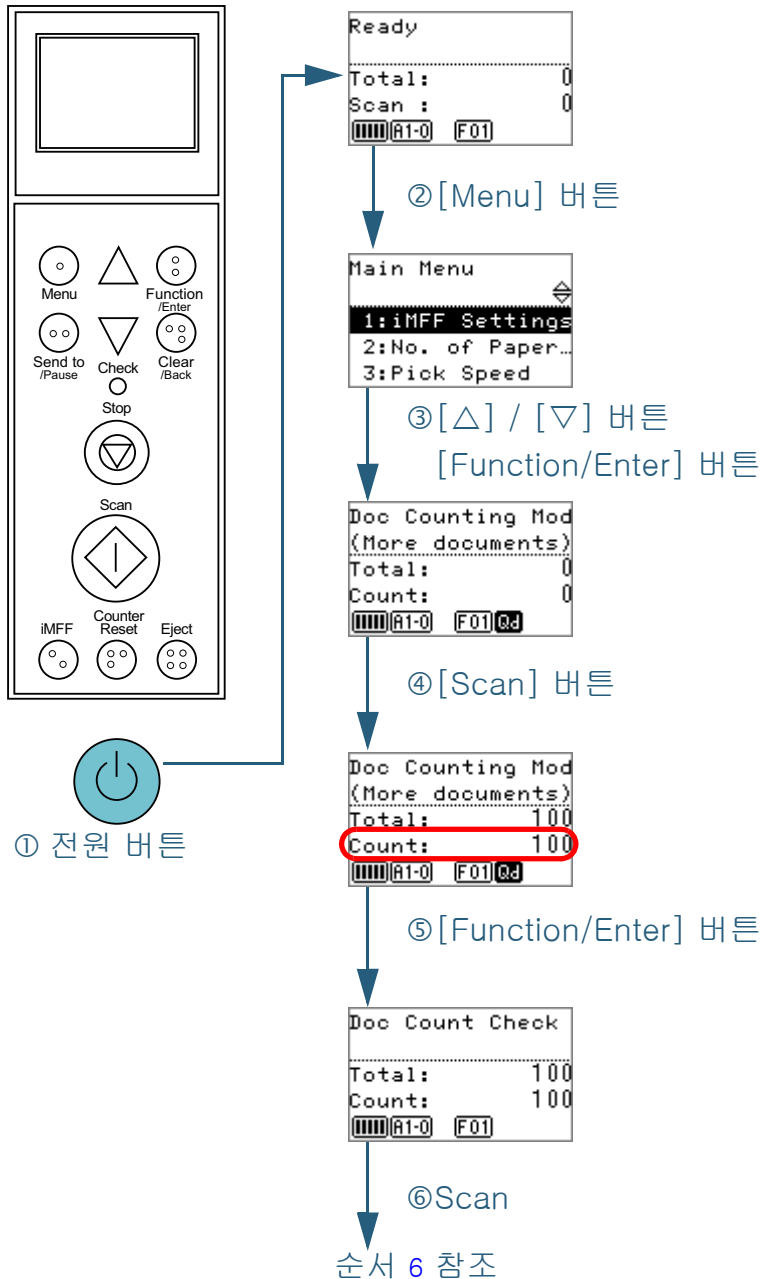 Menu
Function
/Enter
Send to
/Pause
Check
Clear
/Back
Stop
Scan
iMFF
Counter
Reset
Eject
① 전원 버튼
Ready
Total: 0
Scan : 0
A1-0 F01
②[Menu] 버튼
Main Menu
1:iMFF Settings
2:No. of Paper…
3:Pick Speed
③[△] / [▽] 버튼
[Function/Enter] 버튼
Doc Counting Mod
(More documents)
Total: 0
Count: 0
A1-0 F01 Qd
④[Scan] 버튼
Doc Counting Mod
(More documents)
Total: 100
Count: 100
A1-0 F01 Qd
⑤[Function/Enter] 버튼
Doc Count Check
Total: 100
Count: 100
A1-0 F01
⑥Scan
순서 6 참조